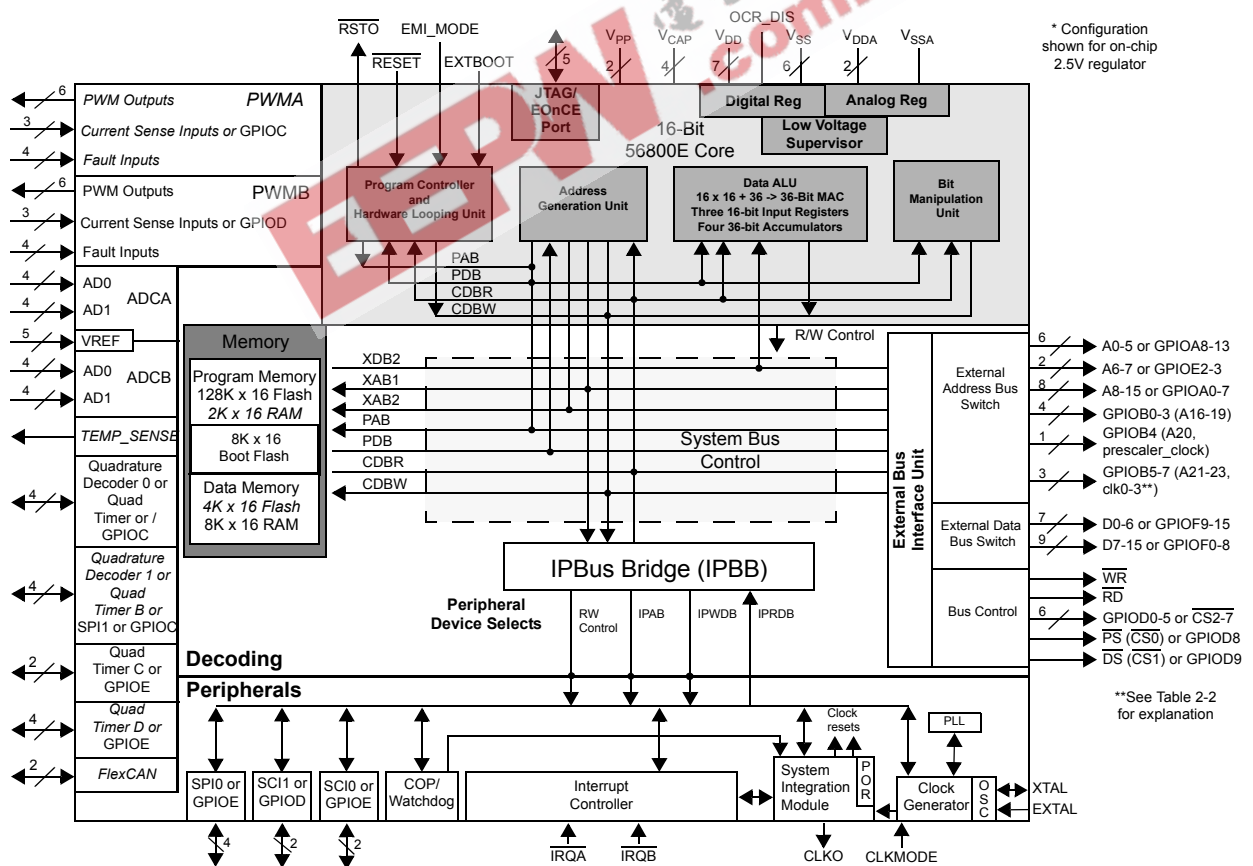 RSTO
EMI_MODE
RESET
EXTBOOT
5
VPP
2
VCAP
4
VDD
7
OCR_DIS
VSS
6
VDDA
2
VSSA
* Configuration
shown for on-chip
2.5V regulator
EEPW.com
6
PWM Outputs
PWMA
3
Current Sense Inputs or GPIOC
4
Fault Inputs
6
PWM Outputs
PWMB
3
Current Sense Inputs or GPIOD
4
Fault Inputs
JTAG/
EOnCE
Port
Digital Reg
Analog Reg
Low Voltage
Supervisor
16-Bit
56800E Core
Program Controller
and
Hardware Looping Unit
Address
Generation Unit
Data ALU
16 x 16 + 36 -> 36-Bit MAC
Three 16-bit Input Registers
Four 36-bit Accumulators
Bit
Manipulation
Unit
PAB
PDB
CDBR
CDBW
4
AD0
ADCA
4
AD1
5
VREF
4
AD0
ADCB
4
AD1
TEMP_SENSE
4
Quadrature
Decoder 0 or
Quad
Timer or /
GPIOC
4
Quadrature
Decoder 1 or
Quad
Timer B or
SPI1 or GPIOC
2
Quad
Timer C or
GPIOE
4
Quad
Timer D or
GPIOE
2
FlexCAN
Memory
Program Memory
128K x 16 Flash
2K x 16 RAM
8K x 16
Boot Flash
Data Memory
4K x 16 Flash
8K x 16 RAM
XDB2
XAB1
XAB2
PAB
PDB
CDBR
CDBW
R/W Control
System Bus
Control
External Bus
Interface Unit
External
Address Bus
Switch
External Data
Bus Switch
Bus Control
6
A0-5 or GPIOA8-13
2
A6-7 or GPIOE2-3
8
A8-15 or GPIOA0-7
4
GPIOB0-3 (A16-19)
1
GPIOB4 (A20,
prescaler_clock)
3
GPIOB5-7 (A21-23,
clk0-3**)
7
D0-6 or GPIOF9-15
9
D7-15 or GPIOF0-8
WR
RD
6
GPIOD0-5 or CS2-7
PS (CS0) or GPIOD8
DS (CS1) or GPIOD9
**See Table 2-2
for explanation
IPBus Bridge (IPBB)
Peripheral
Device Selects
RW
Control
IPAB
IPWDB
IPRDB
Decoding
Peripherals
Clock
resets
PLL
SPI0 or
GPIOE
SCI1 or
GPIOD
SCI0 or
GPIOE
COP/
Watchdog
Interrupt
Controller
System
Integration
Module
POR
Clock
Generator
OSC
XTAL
EXTAL
4
2
2
IRQA
IRQB
CLKO
CLKMODE